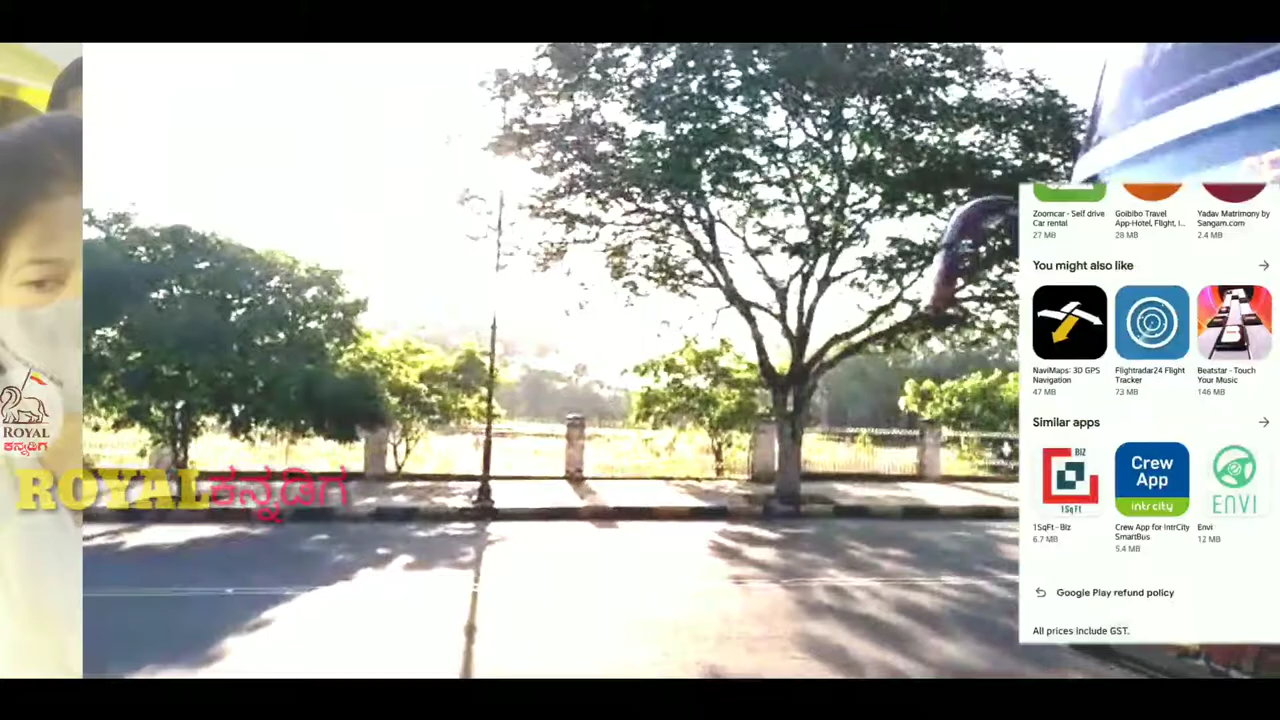 ROYAL
ಕನ್ನಡಿಗ
ROYALಕನ್ನಡಿಗ
Zoomcar - Self drive Car rental
27 MB
Goibibo Travel App-Hotel, Flight, I...
28 MB
Yadav Matrimony by Sangam.com
2.4 MB
You might also like
NaviMaps: 3D GPS Navigation
47 MB
Flightradar24 Flight Tracker
73 MB
Beatstar - Touch Your Music
146 MB
Similar apps
BIZ
1SqFt
Crew
App
intrcity
ENVI
1SqFt - Biz
6.7 MB
Crew App for IntrCity SmartBus
5.4 MB
Envi
12 MB
Google Play refund policy
All prices include GST.